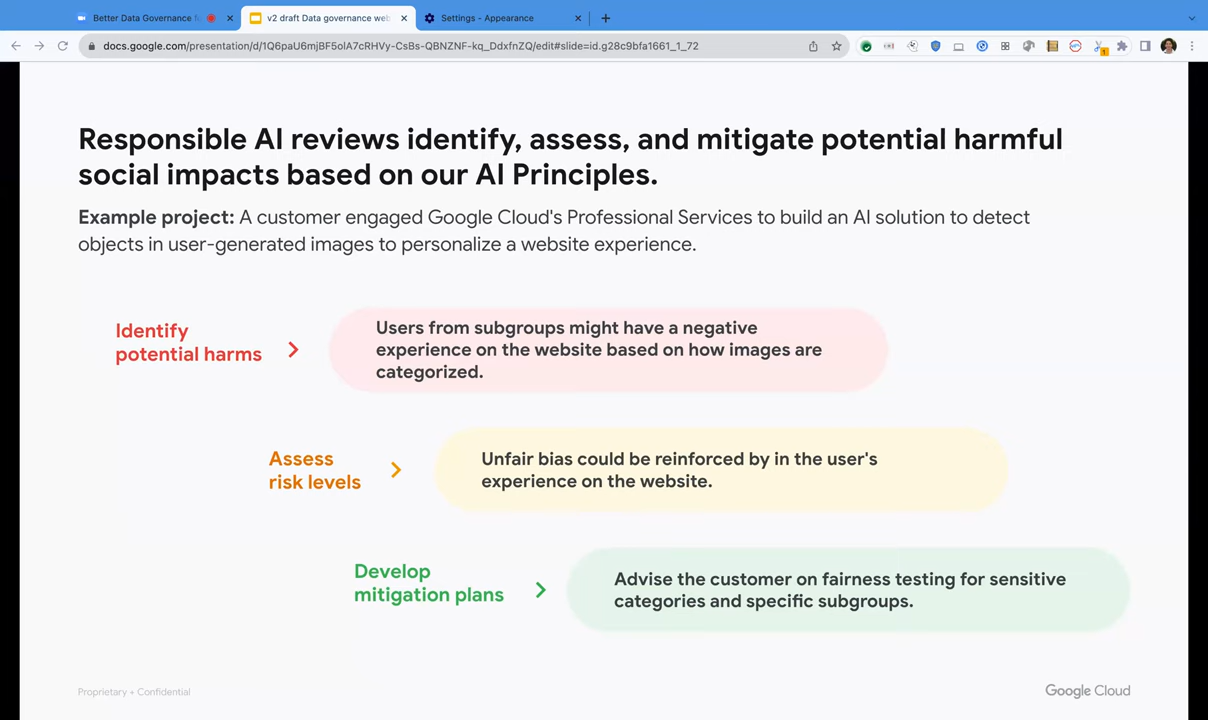 Better Data Governance
v2 draft Data governance web
Settings - Appearance
docs.google.com/presentation/d/1Q6paU6mjBF5olA7cRHVy-CsBs-QBNZNF-kq_DdxfnZQ/edit#slide=id.g28c9bfa1661_1_72
1
Responsible AI reviews identify, assess, and mitigate potential harmful
social impacts based on our AI Principles.
Example project: A customer engaged Google Cloud's Professional Services to build an AI solution to detect
objects in user-generated images to personalize a website experience.
Identify
potential harms
Users from subgroups might have a negative
experience on the website based on how images are
categorized.
Assess
risk levels
Unfair bias could be reinforced by in the user's
experience on the website.
Develop
mitigation plans
Advise the customer on fairness testing for sensitive
categories and specific subgroups.
Proprietary + Confidential
Google Cloud